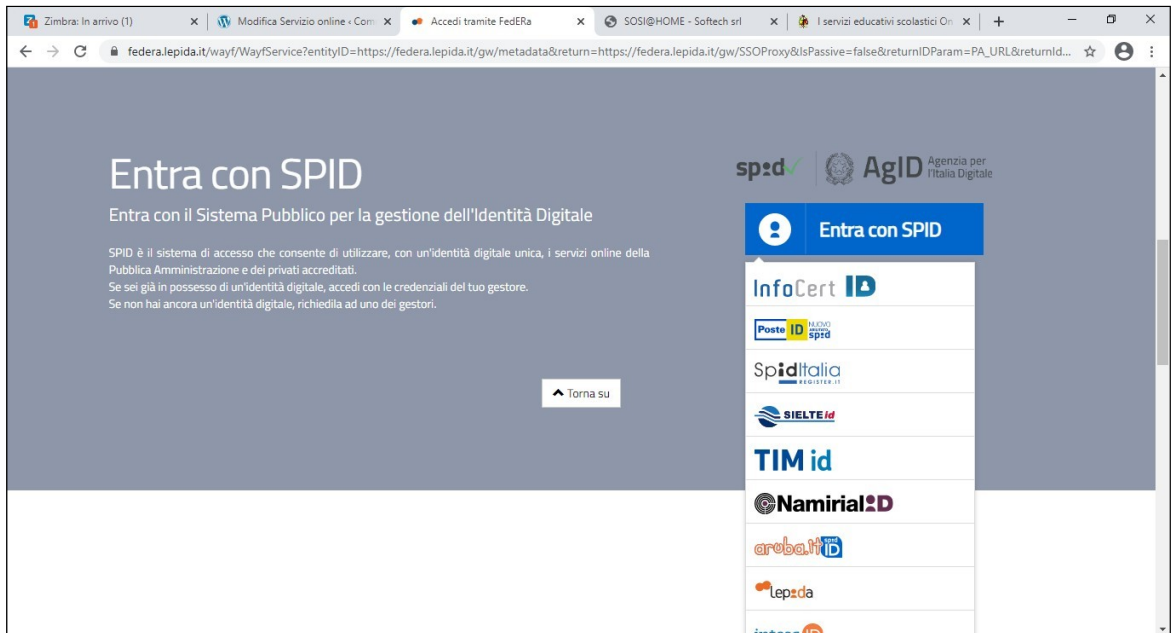 Zimbra: In arrivo (1)
Modifica Servizio online ‹ Com
Accedi tramite FedERa
SOSI@HOME - Softech srl
I servizi educativi scolastici On
federa.lepida.it/wayf/WayfService?entityID=https://federa.lepida.it/gw/metadata&return=https://federa.lepida.it/gw/SSOProxy&IsPassive=false&returnIDParam=PA_URL&returnId...
Entra con SPID
Entra con il Sistema Pubblico per la gestione dell'Identità Digitale
SPID è il sistema di accesso che consente di utilizzare, con un'identità digitale unica, i servizi online della
Pubblica Amministrazione e dei privati accreditati.
Se sei già in possesso di un'identità digitale, accedi con le credenziali del tuo gestore.
Se non hai ancora un'identità digitale, richiedila ad uno dei gestori.
Torna su
spid
AgID Agenzia per
l'Italia Digitale
Entra con SPID
InfoCert ID
Poste ID NUOVO
spid
SpidItalia
REGISTER.IT
SIELTE id
TIM id
Namirial ID
aruba.it spid ID
Lepida
intesa ID